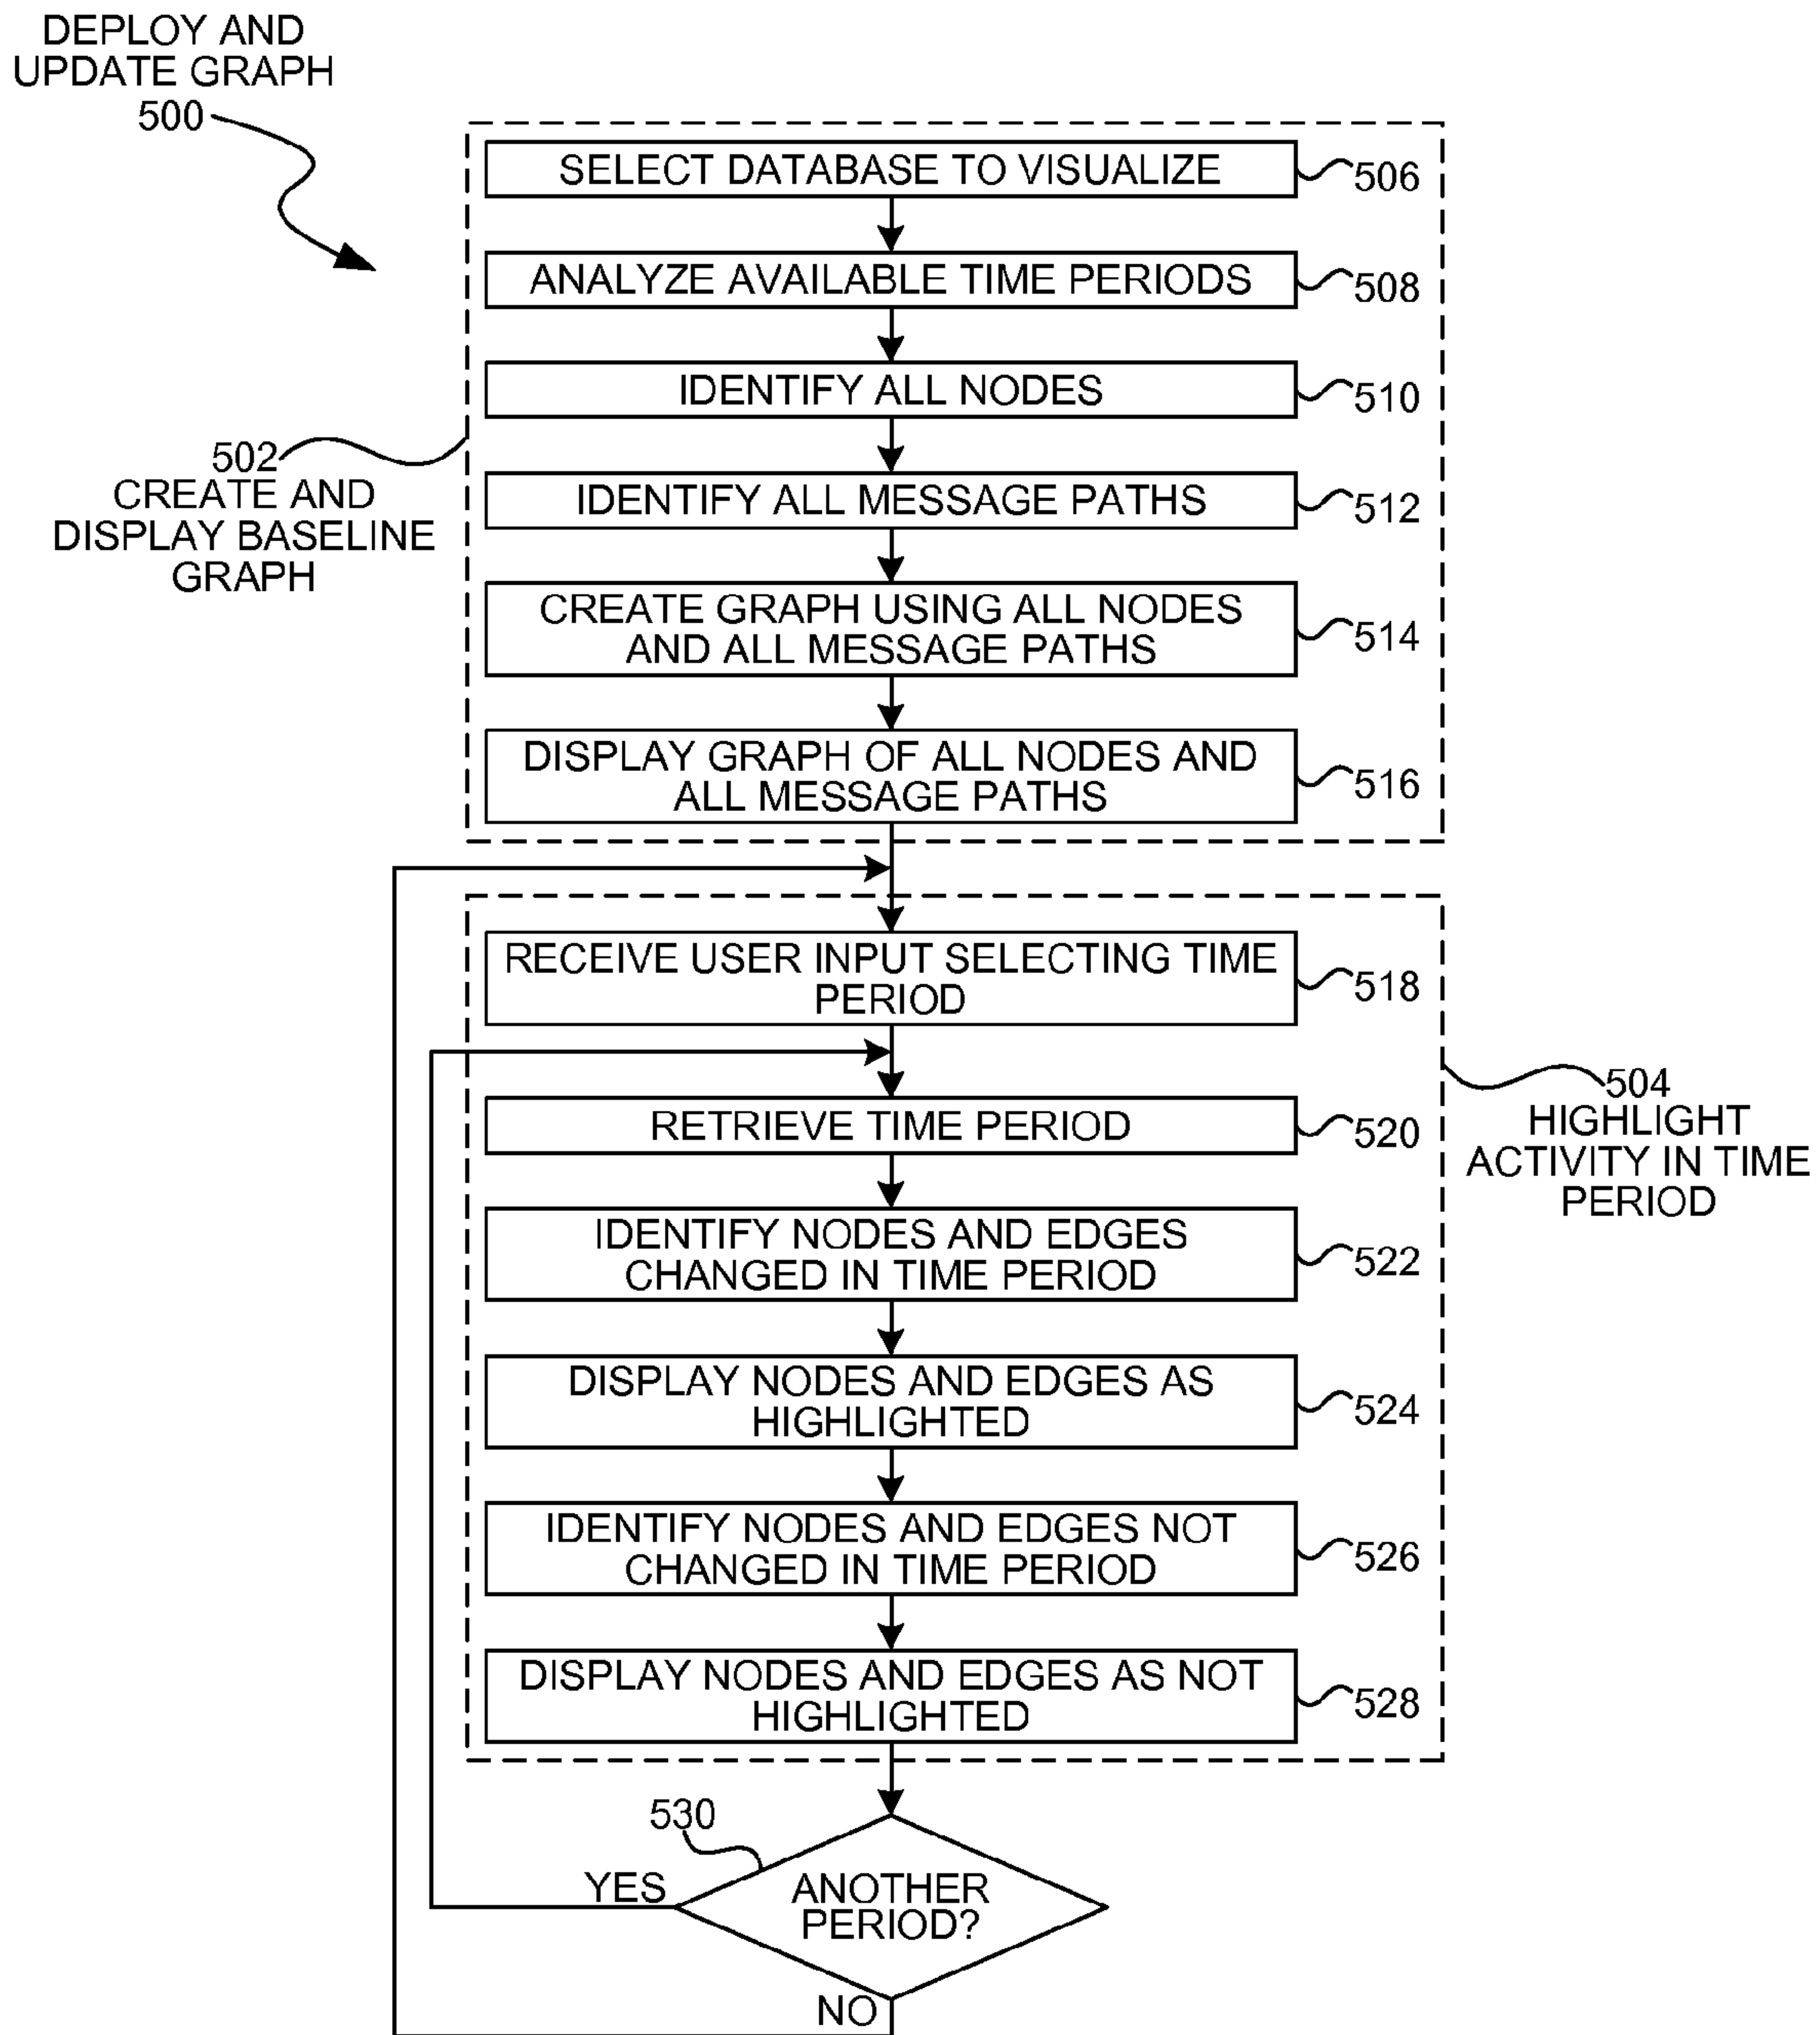 DEPLOY AND
UPDATE GRAPH
500
SELECT DATABASE TO VISUALIZE
506
ANALYZE AVAILABLE TIME PERIODS
508
IDENTIFY ALL NODES
510
502
CREATE AND
DISPLAY BASELINE
GRAPH
IDENTIFY ALL MESSAGE PATHS
512
CREATE GRAPH USING ALL NODES
AND ALL MESSAGE PATHS
514
DISPLAY GRAPH OF ALL NODES AND
ALL MESSAGE PATHS
516
RECEIVE USER INPUT SELECTING TIME
PERIOD
518
504
HIGHLIGHT
ACTIVITY IN TIME
PERIOD
RETRIEVE TIME PERIOD
520
IDENTIFY NODES AND EDGES
CHANGED IN TIME PERIOD
522
DISPLAY NODES AND EDGES AS
HIGHLIGHTED
524
IDENTIFY NODES AND EDGES NOT
CHANGED IN TIME PERIOD
526
DISPLAY NODES AND EDGES AS NOT
HIGHLIGHTED
528
530
YES
ANOTHER
PERIOD?
NO